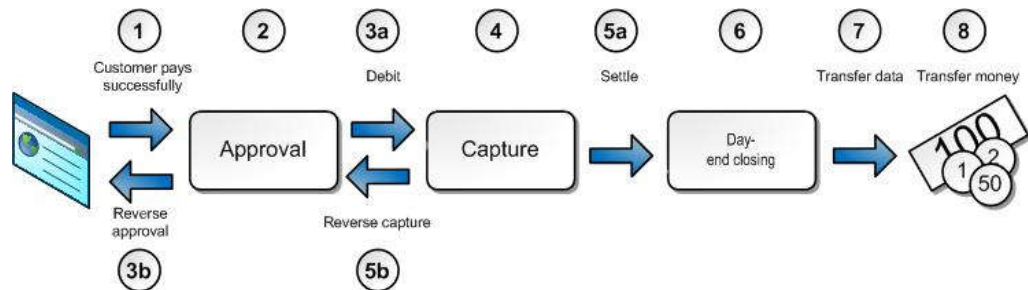 1
2
3a
4
5a
6
7
8
Customer pays
successfully
Debit
Settle
Transfer data
Transfer money
Approval
Capture
Day-
end closing
100
1
2
50
Reverse
approval
Reverse capture
3b
5b